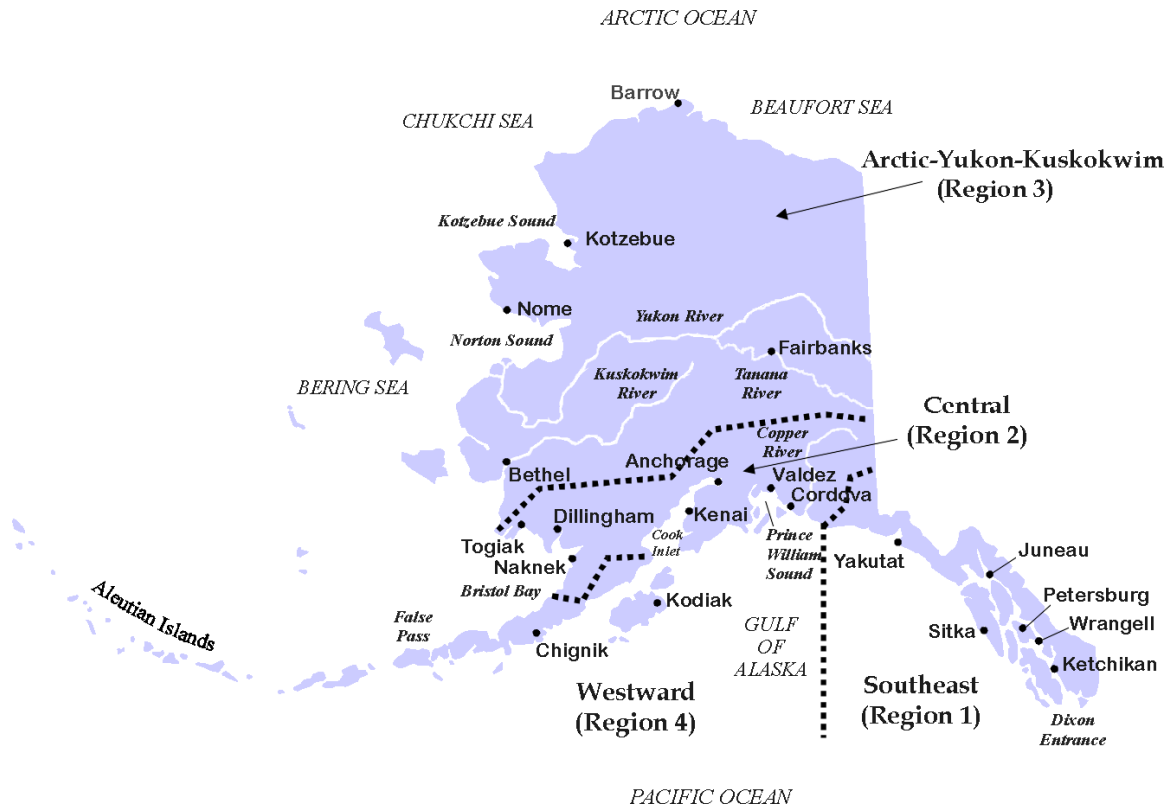 ARCTIC OCEAN
Barrow
BEAUFORT SEA
CHUKCHI SEA
Arctic-Yukon-Kuskokwim
(Region 3)
Kotzebue Sound
Kotzebue
Nome
Yukon River
Norton Sound
Fairbanks
Kuskokwim
River
Tanana
River
BERING SEA
Central
(Region 2)
Copper
River
Anchorage
Bethel
Valdez
Cordova
Dillingham
Kenai
Togiak
Cook
Inlet
Prince
William
Sound
Naknek
Yakutat
Juneau
Bristol Bay
Petersburg
Kodiak
Aleutian Islands
False
Pass
Wrangell
Sitka
GULF
OF
ALASKA
Chignik
Ketchikan
Westward
(Region 4)
Southeast
(Region 1)
Dixon
Entrance
PACIFIC OCEAN